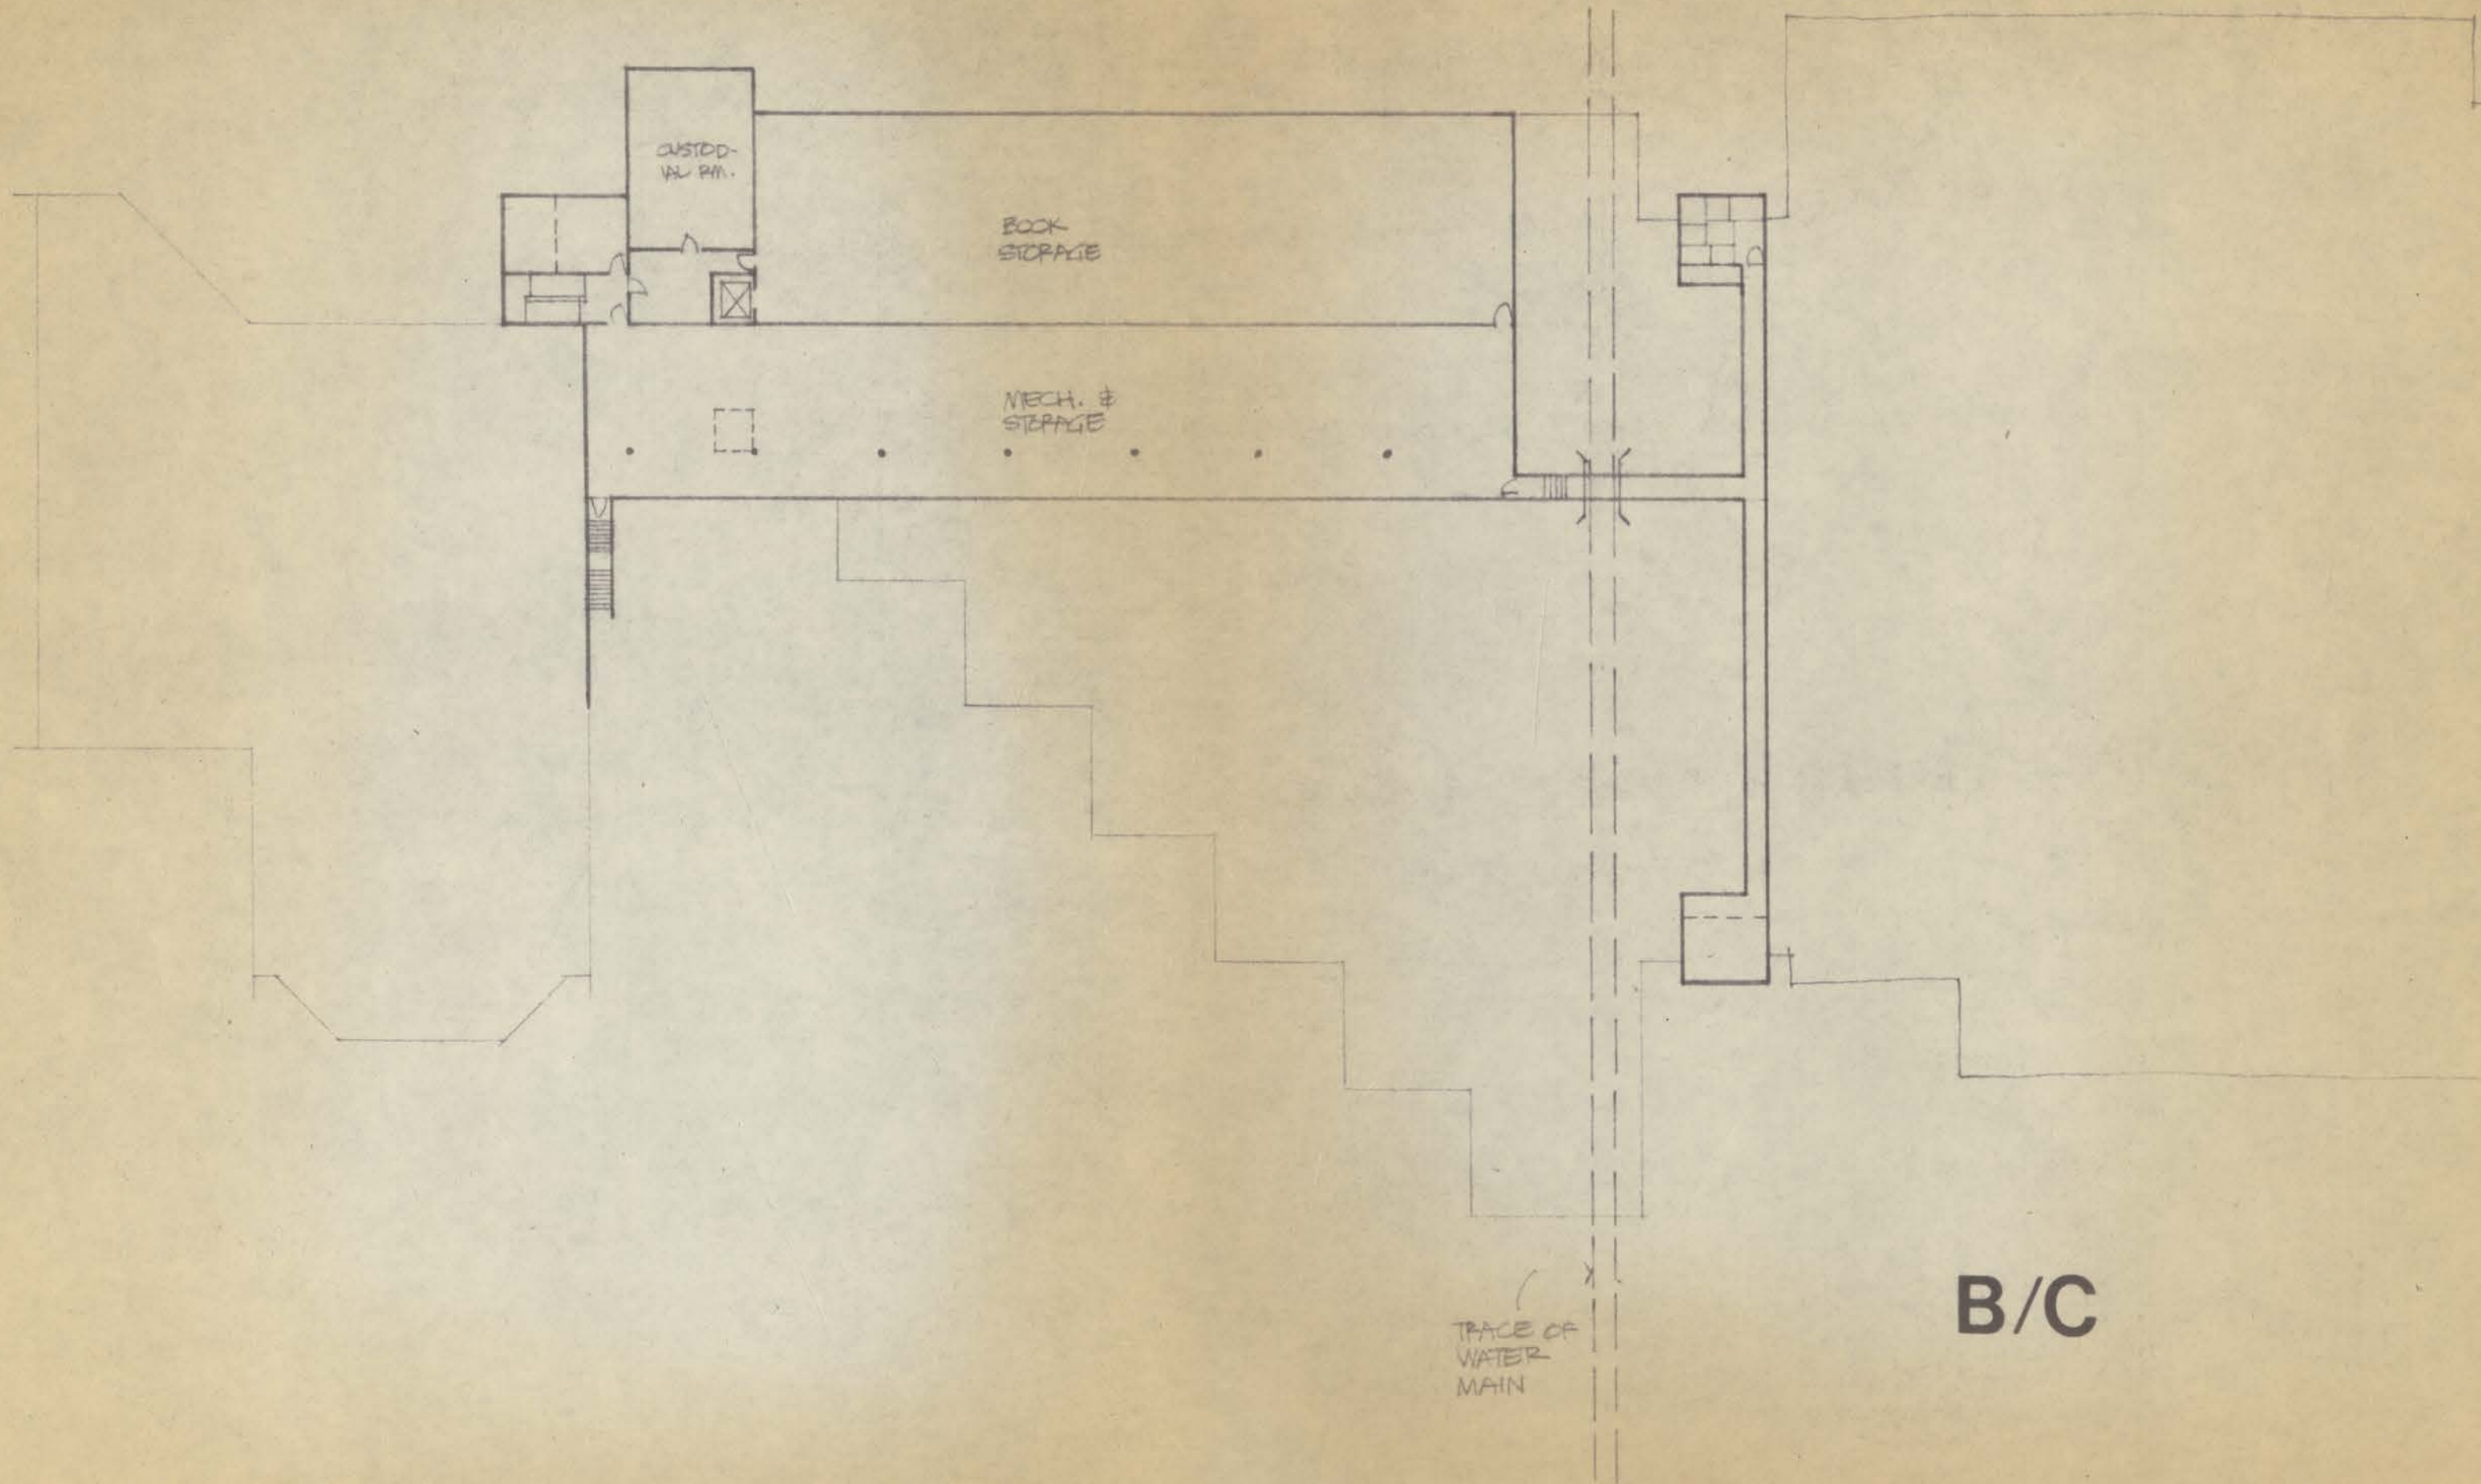 CUSTOD-
IAL RM.
BOOK
STORAGE
MECH. &
STORAGE
TRACE OF
WATER
MAIN
B/C